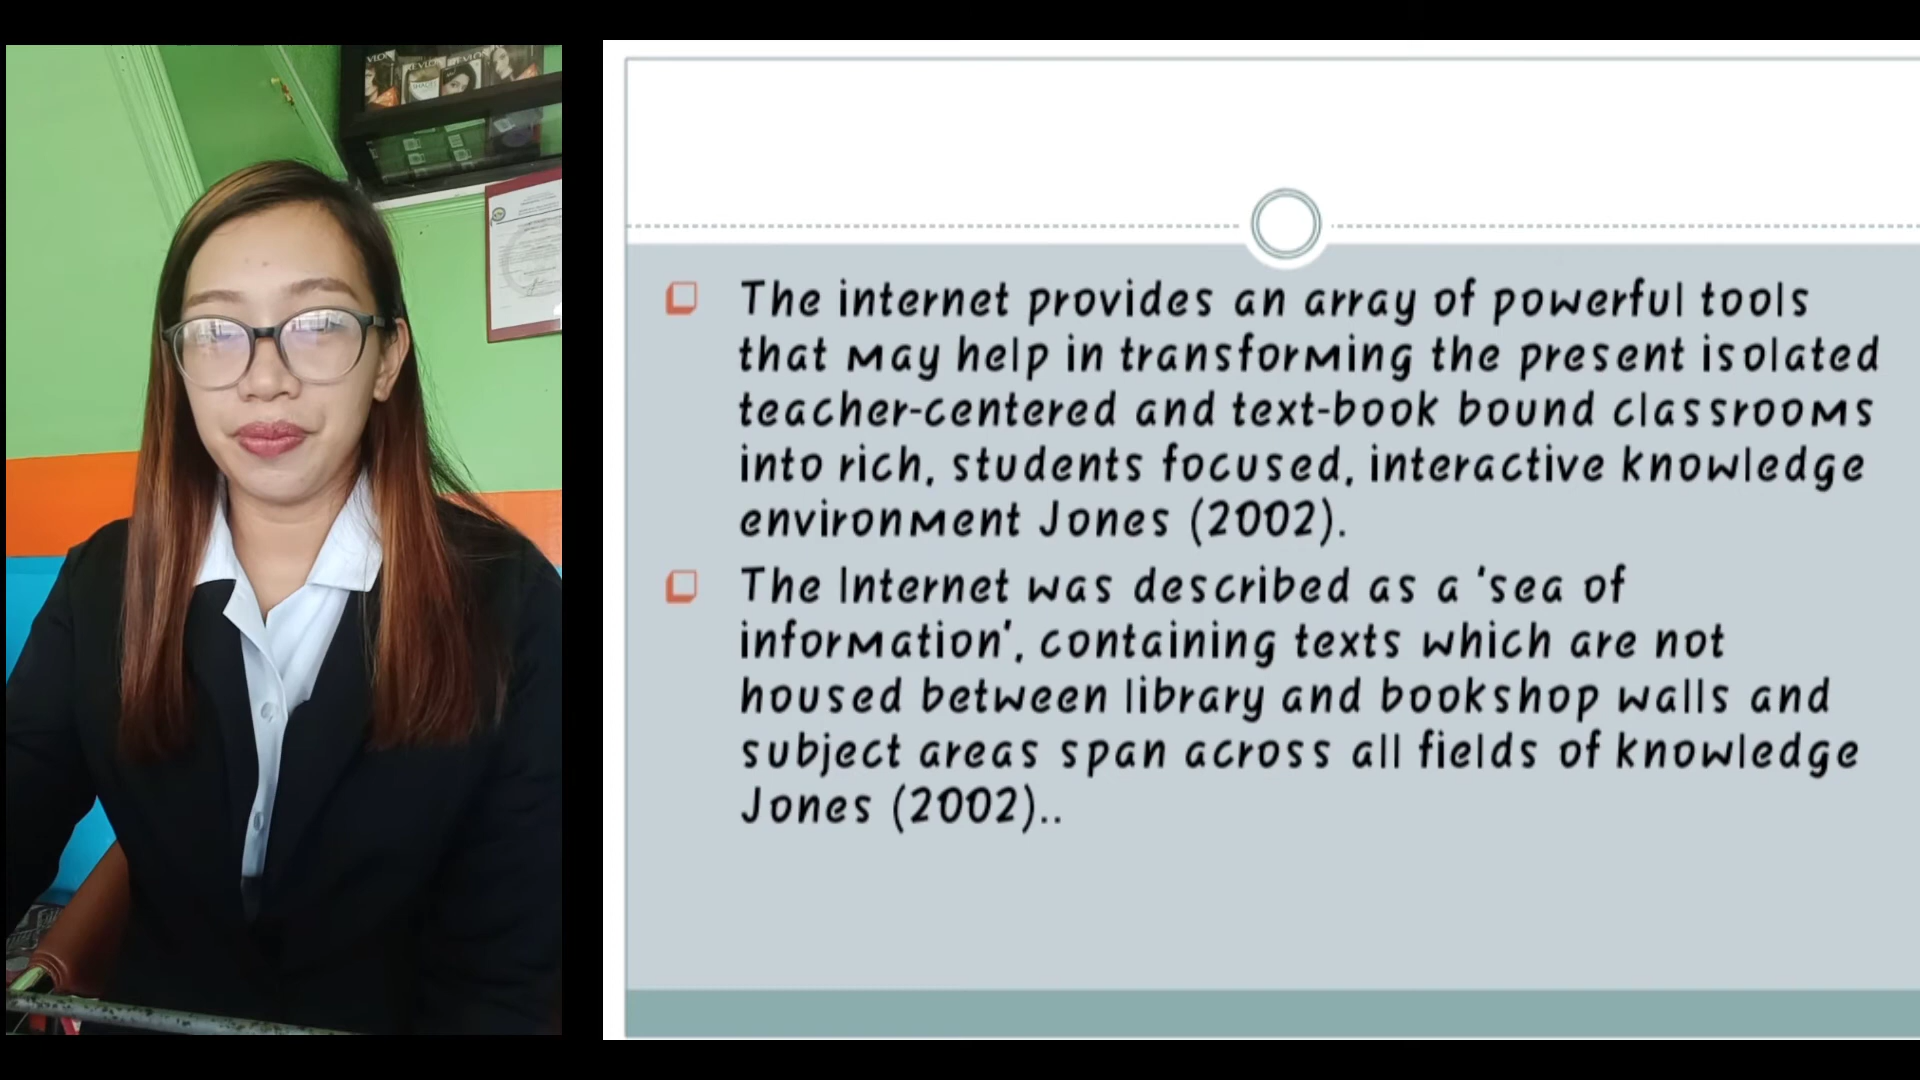 VLON
REVLON
REVLON
The internet provides an array of powerful tools
that may help in transforming the present isolated
teacher-centered and text-book bound classrooms
into rich, students focused, interactive knowledge
environment Jones (2002).
The Internet was described as a 'sea of
information', containing texts which are not
housed between library and bookshop walls and
subject areas span across all fields of knowledge
Jones (2002)..